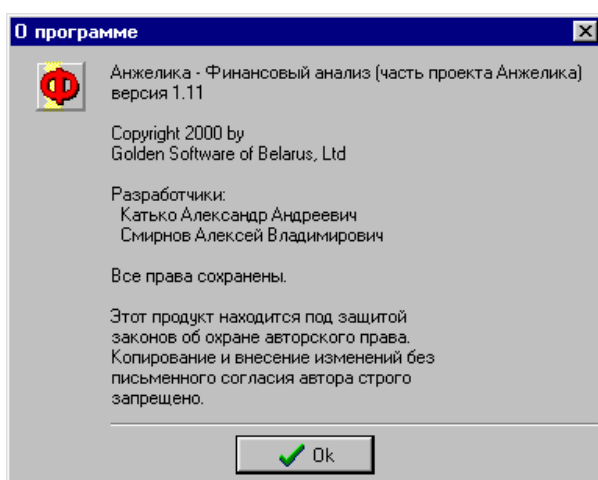 О программе
Ф
Анжелика - Финансовый анализ (часть проекта Анжелика)
версия 1.11
Copyright 2000 by
Golden Software of Belarus, Ltd
Разработчики:
Катько Александр Андреевич
Смирнов Алексей Владимирович
Все права сохранены.
Этот продукт находится под защитой
законов об охране авторского права.
Копирование и внесение изменений без
письменного согласия автора строго
запрещено.
Ok